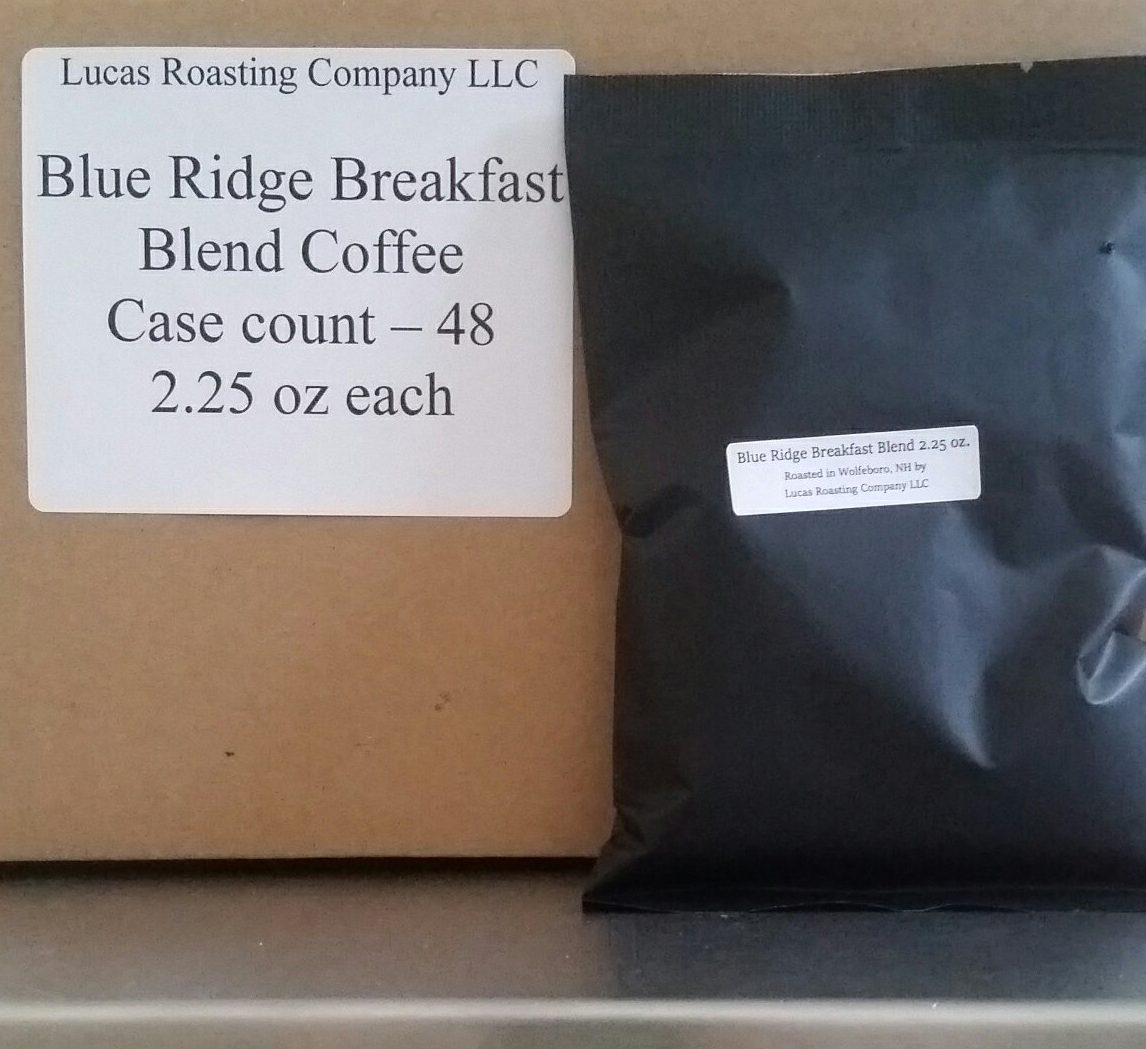 Lucas Roasting Company LLC
Blue Ridge Breakfast
Blend Coffee
Case count – 48
2.25 oz each
Blue Ridge Breakfast Blend 2.25 oz.
Roasted in Wolfeboro, NH by
Lucas Roasting Company LLC